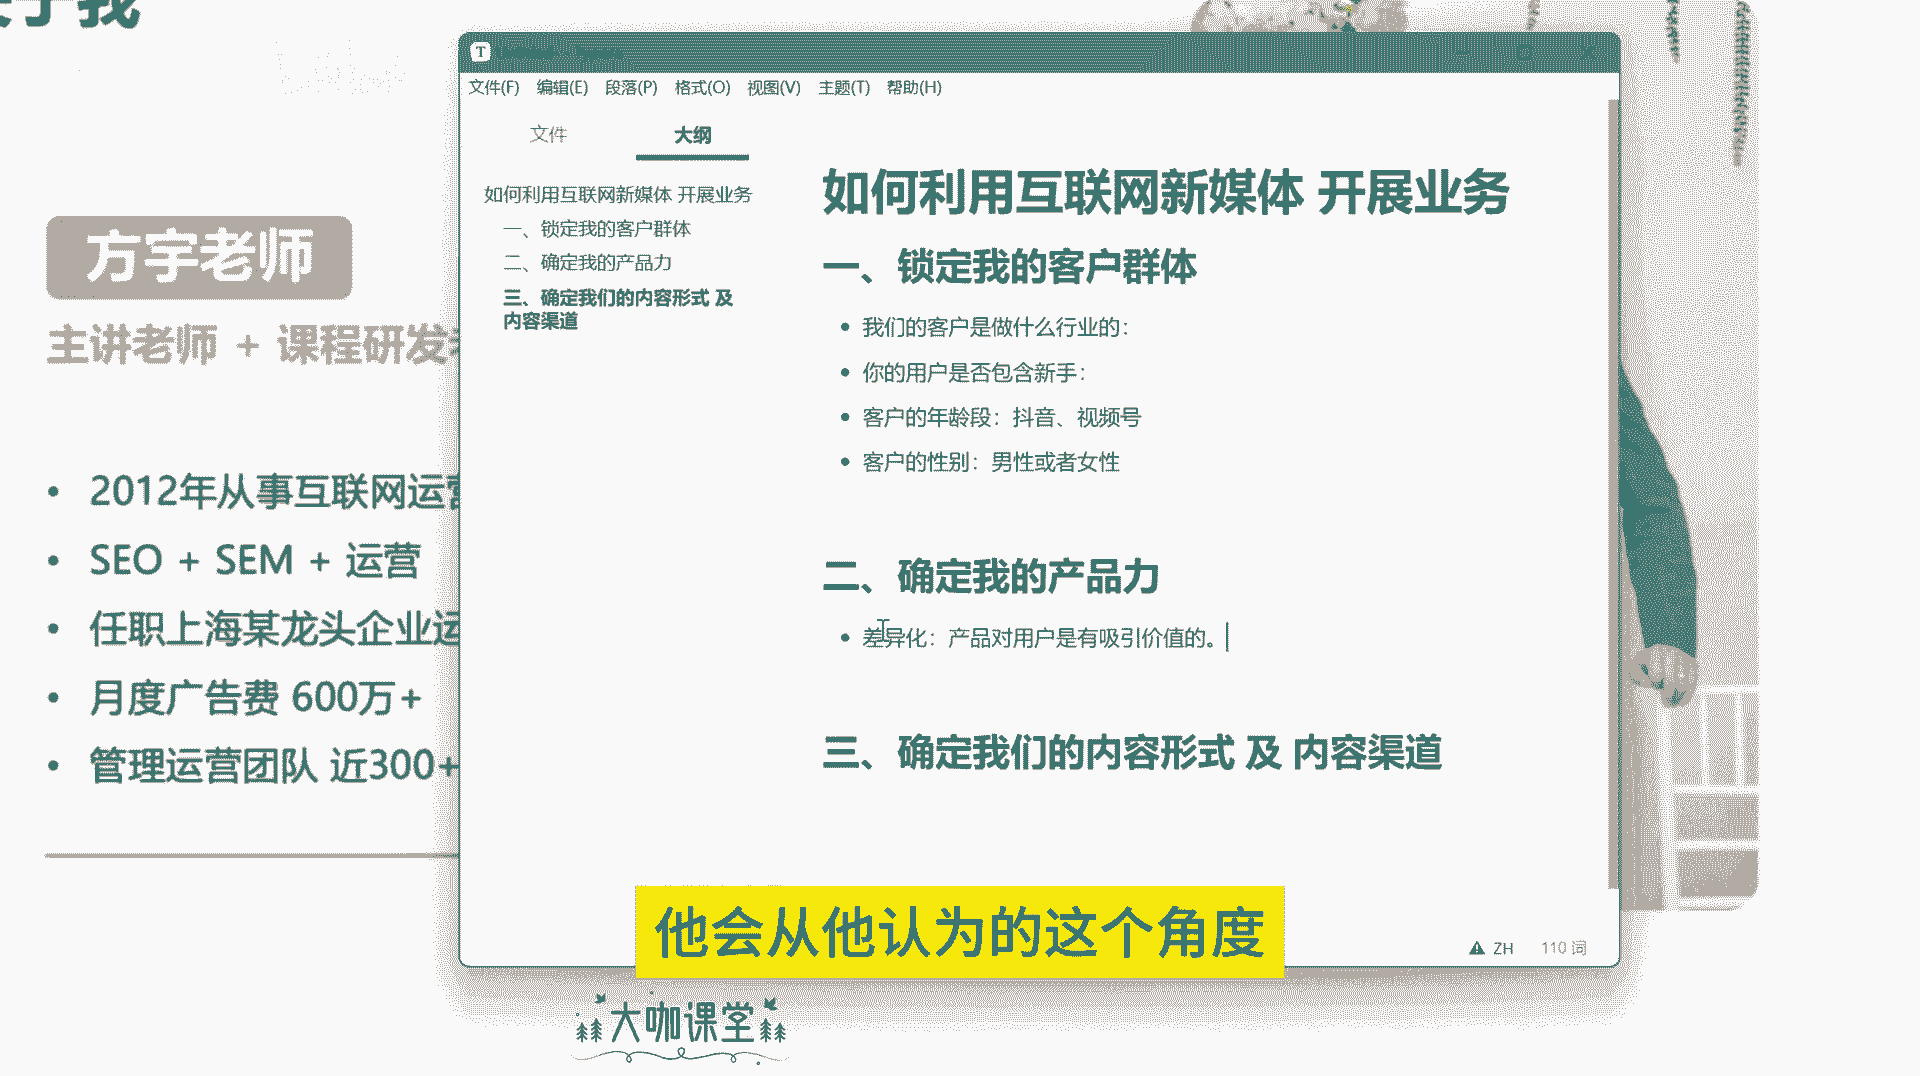 于我
方宇老师
主讲老师 + 课程研发
• 2012年从事互联网运营
• SEO + SEM + 运营
• 任职上海某龙头企业运
• 月度广告费 600万+
• 管理运营团队 近300+
T
文件(F) 编辑(E) 段落(P) 格式(O) 视图(V) 主题(T) 帮助(H)
文件 大纲
如何利用互联网新媒体 开展业务
一、锁定我的客户群体
二、确定我的产品力
三、确定我们的内容形式 及
内容渠道
如何利用互联网新媒体 开展业务
一、锁定我的客户群体
• 我们的客户是做什么行业的：
• 你的用户是否包含新手：
• 客户的年龄段：抖音、视频号
• 客户的性别：男性或者女性
二、确定我的产品力
• 差异化：产品对用户是有吸引价值的。
三、确定我们的内容形式 及 内容渠道
ZH 110 词
他会从他认为的这个角度
大咖课堂